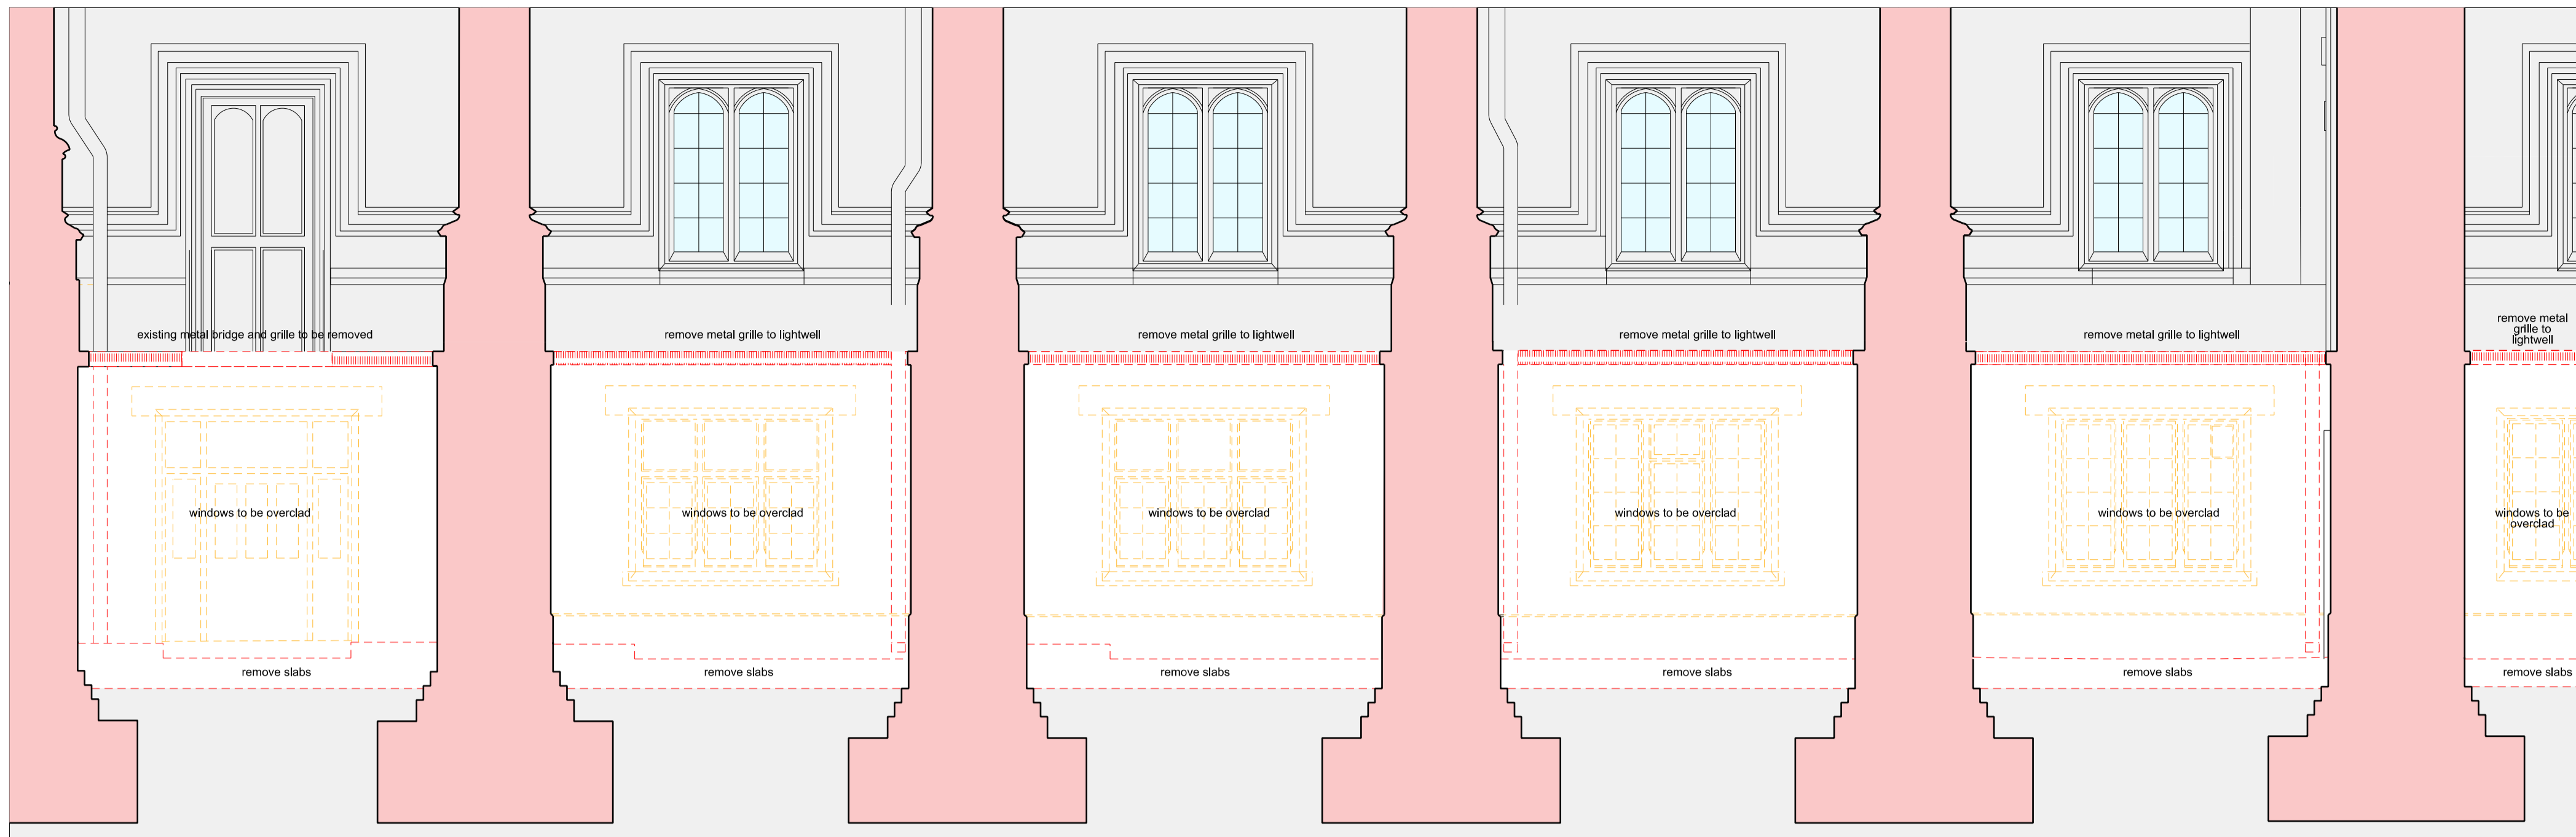 existing metal bridge and grille to be removed
remove metal grille to lightwell
remove metal grille to lightwell
remove metal grille to lightwell
remove metal grille to lightwell
remove metal
grille to
lightwell
windows to be overclad
windows to be overclad
windows to be overclad
windows to be overclad
windows to be overclad
windows to be
overclad
remove slabs
remove slabs
remove slabs
remove slabs
remove slabs
remove slabs